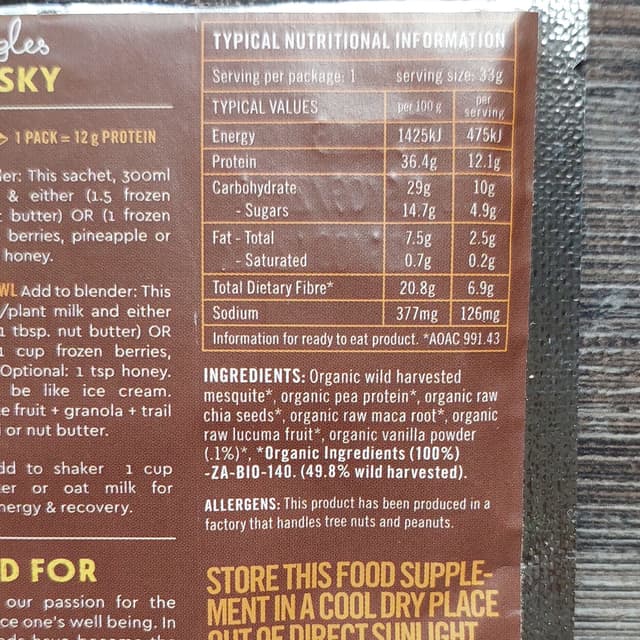 gles
SKY
1 PACK = 12 g PROTEIN
er: This sachet, 300ml
& either (1.5 frozen
butter) OR (1 frozen
berries, pineapple or
honey.
WL Add to blender: This
/plant milk and either
1 tbsp. nut butter) OR
1 cup frozen berries,
Optional: 1 tsp honey.
be like ice cream.
e fruit + granola + trail
or nut butter.
dd to shaker 1 cup
er or oat milk for
nergy & recovery.
D FOR
our passion for the
ce one's well being. In
TYPICAL NUTRITIONAL INFORMATION
Serving per package: 1 serving size: 33g
TYPICAL VALUES per 100 g per serving
Energy 1425kJ 475kJ
Protein 36.4g 12.1g
Carbohydrate 29g 10g
- Sugars 14.7g 4.9g
Fat - Total 7.5g 2.5g
- Saturated 0.7g 0.2g
Total Dietary Fibre* 20.8g 6.9g
Sodium 377mg 126mg
Information for ready to eat product. *AOAC 991.43
INGREDIENTS: Organic wild harvested
mesquite*, organic pea protein*, organic raw
chia seeds*, organic raw maca root*, organic
raw lucuma fruit*, organic vanilla powder
(.1%)*, *Organic Ingredients (100%)
-ZA-BIO-140. (49.8% wild harvested).
ALLERGENS: This product has been produced in a
factory that handles tree nuts and peanuts.
STORE THIS FOOD SUPPLE-
MENT IN A COOL DRY PLACE
OUT OF DIRECT SUNLIGHT